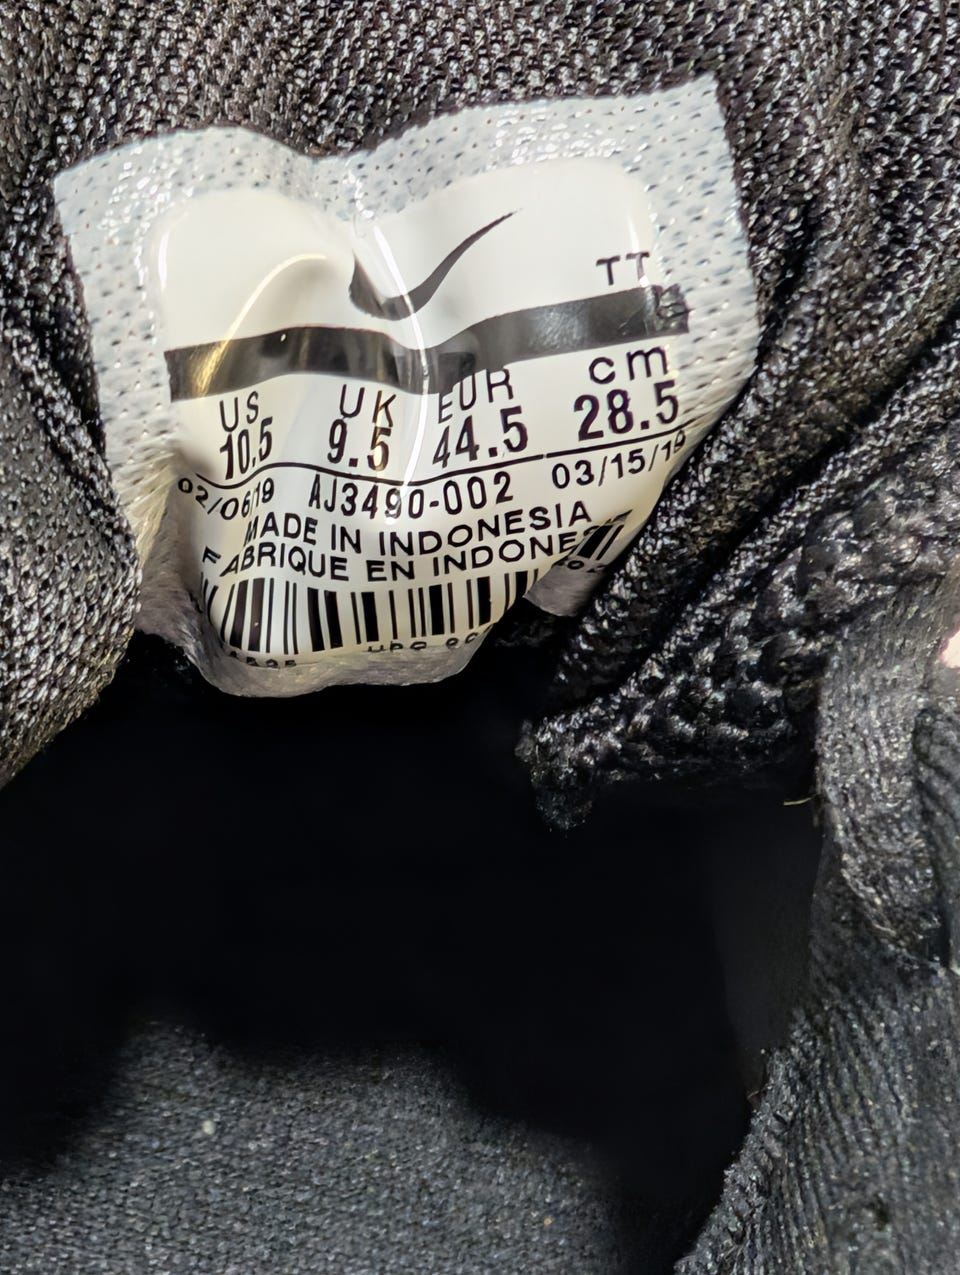 TT
US UK EUR cm
10.5 9.5 44.5 28.5
02/06/19 AJ3490-002 03/15/19
MADE IN INDONESIA
FABRIQUE EN INDONE
UPC